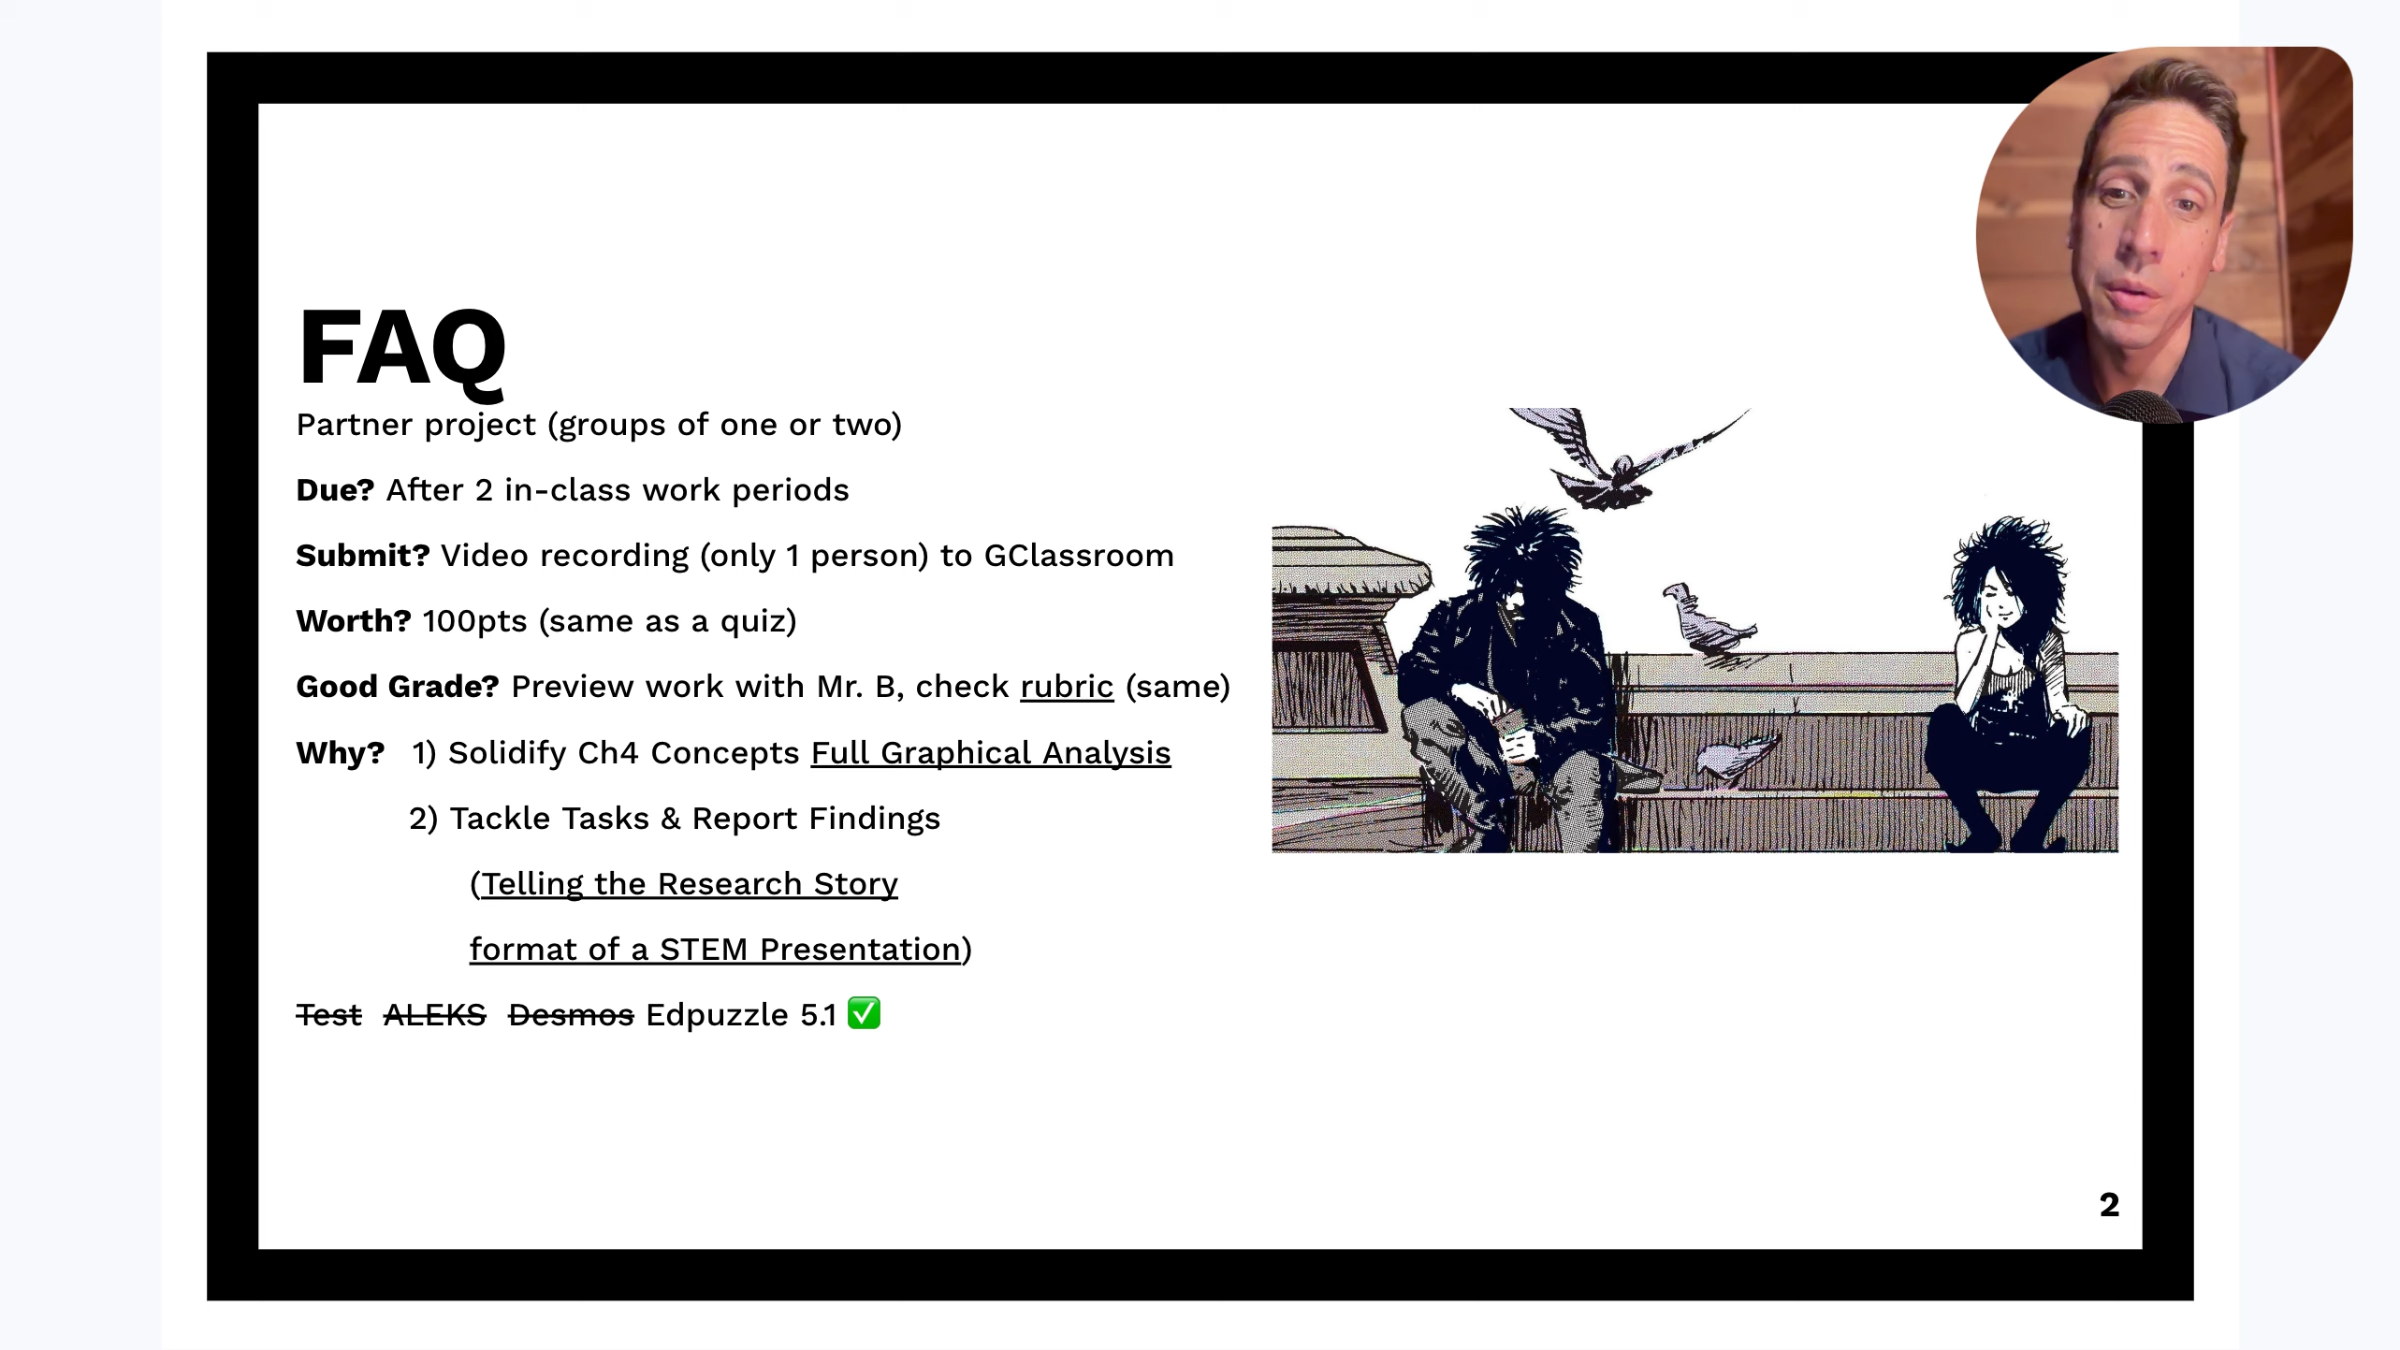 FAQ
Partner project (groups of one or two)
Due? After 2 in-class work periods
Submit? Video recording (only 1 person) to GClassroom
Worth? 100pts (same as a quiz)
Good Grade? Preview work with Mr. B, check rubric (same)
Why? 1) Solidify Ch4 Concepts Full Graphical Analysis
2) Tackle Tasks & Report Findings
(Telling the Research Story
format of a STEM Presentation)
Test ALEKS Desmos Edpuzzle 5.1 ✅
2